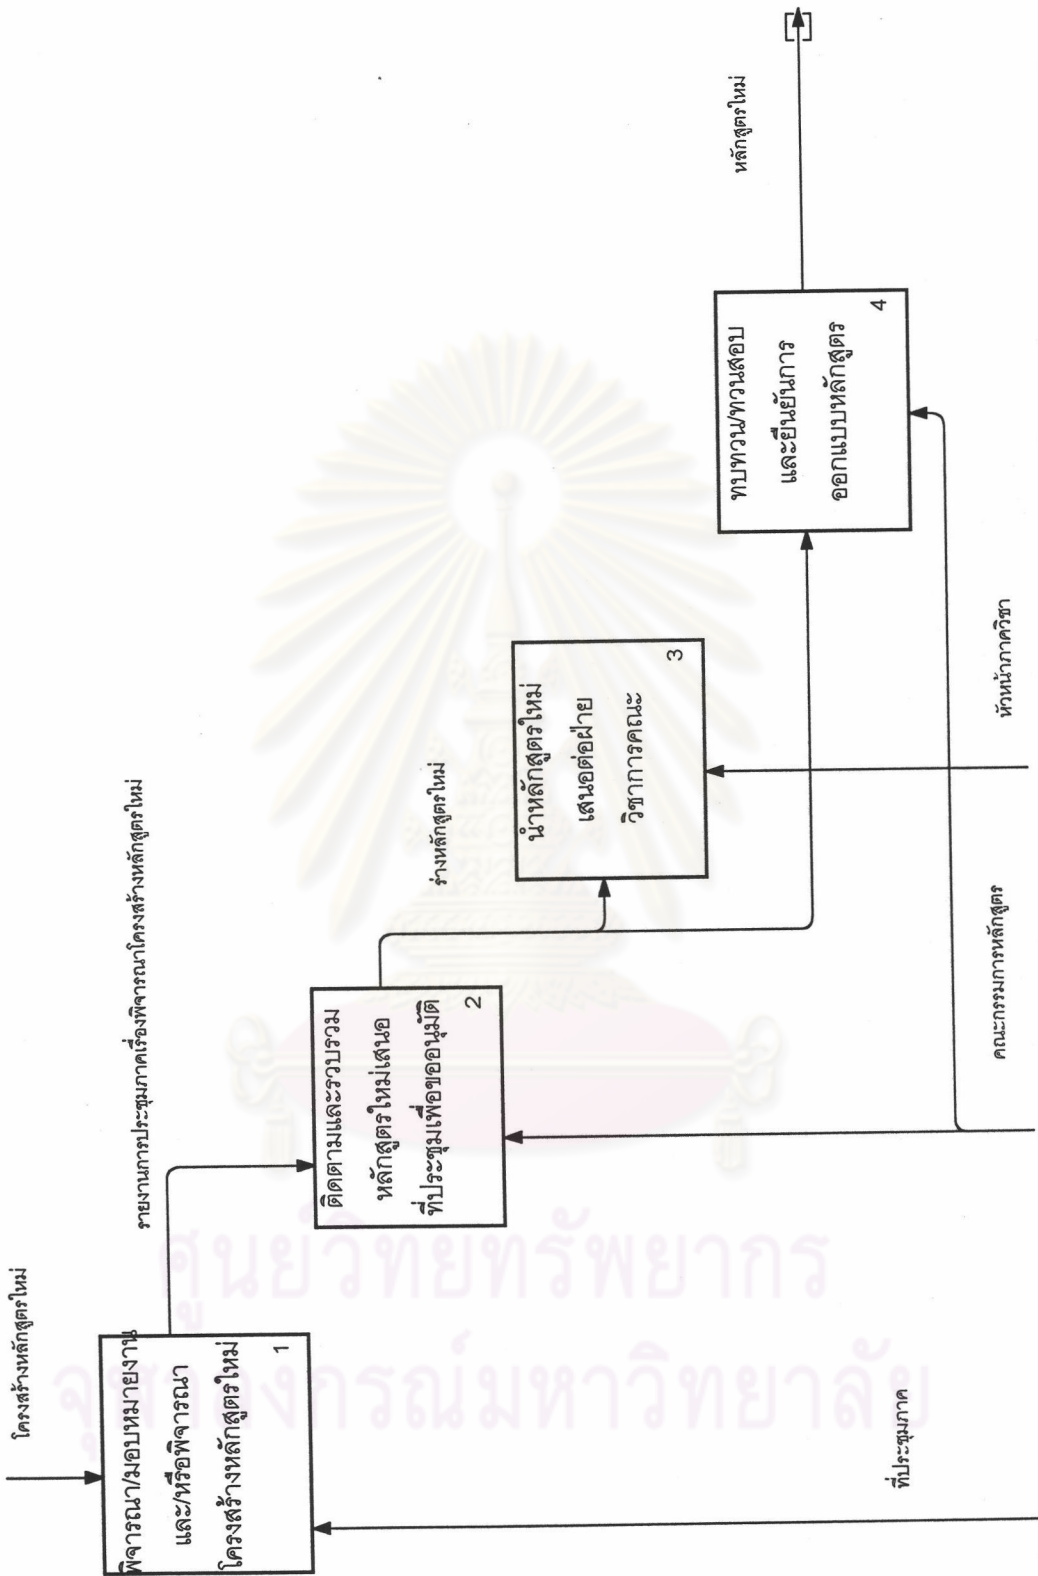 โครงสร้างหลักสูตรใหม่
พิจารณา/มอบหมายงาน
และ/หรือพิจารณา
โครงสร้างหลักสูตรใหม่
1
รายงานการประชุมภาคเรื่องพิจารณาโครงสร้างหลักสูตรใหม่
ติดตามและรวบรวม
หลักสูตรใหม่เสนอ
ที่ประชุมเพื่อขออนุมัติ
2
ร่างหลักสูตรใหม่
นำหลักสูตรใหม่
เสนอต่อฝ่าย
วิชาการคณะ
3
ทบทวน/ทวนสอบ
และยืนยันการ
ออกแบบหลักสูตร
4
หลักสูตรใหม่
ที่ประชุมภาค
คณะกรรมการหลักสูตร
หัวหน้าภาควิชา
ศูนย์วิทยทรัพยากร
จุฬาลงกรณ์มหาวิทยาลัย